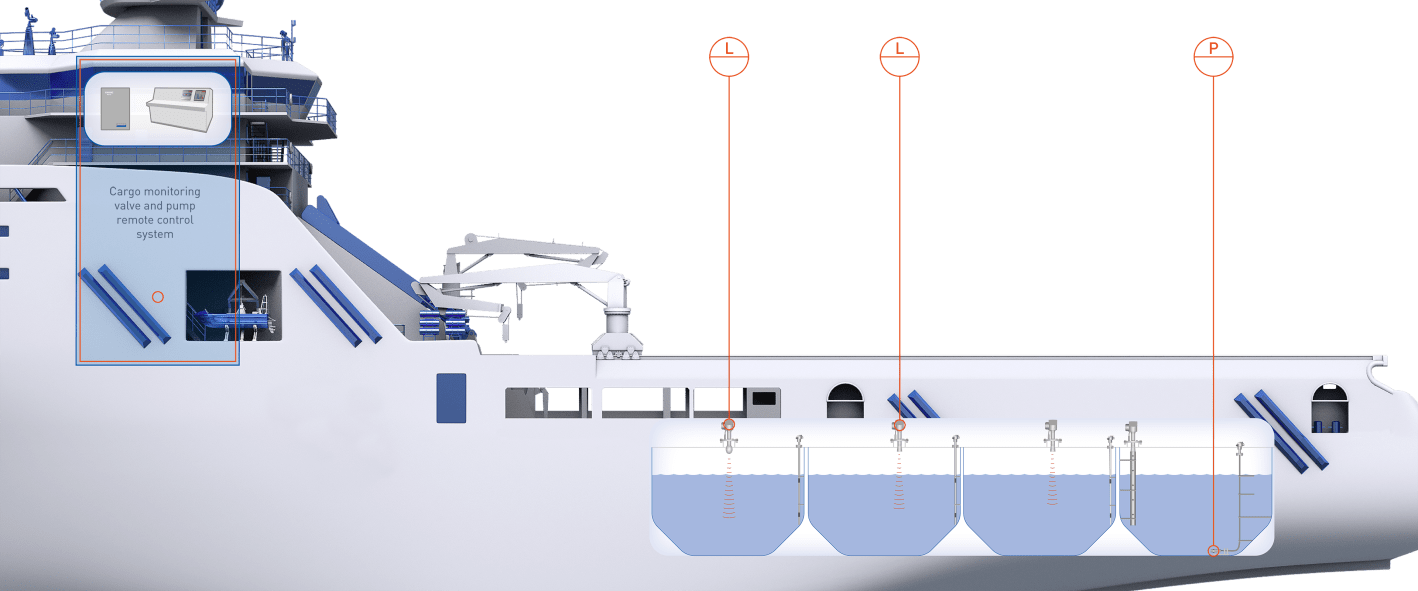 L
L
P
Cargo monitoring
valve and pump
remote control
system